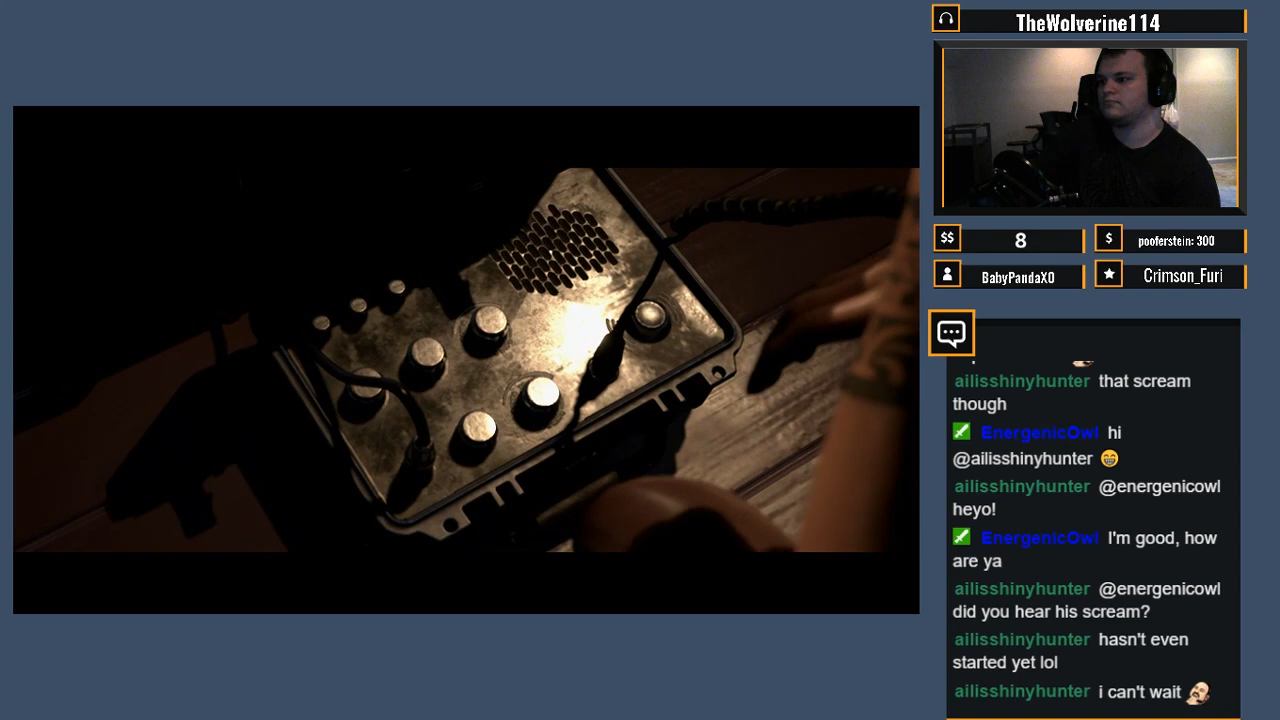 TheWolverine114
$$
8
$
pooferstein: 300
BabyPandaXO
Crimson_Furi
ailisshinyhunter that scream
though
EnergenicOwl hi
@ailisshinyhunter 😁
ailisshinyhunter @energenicowl
heyo!
EnergenicOwl I'm good, how
are ya
ailisshinyhunter @energenicowl
did you hear his scream?
ailisshinyhunter hasn't even
started yet lol
ailisshinyhunter i can't wait